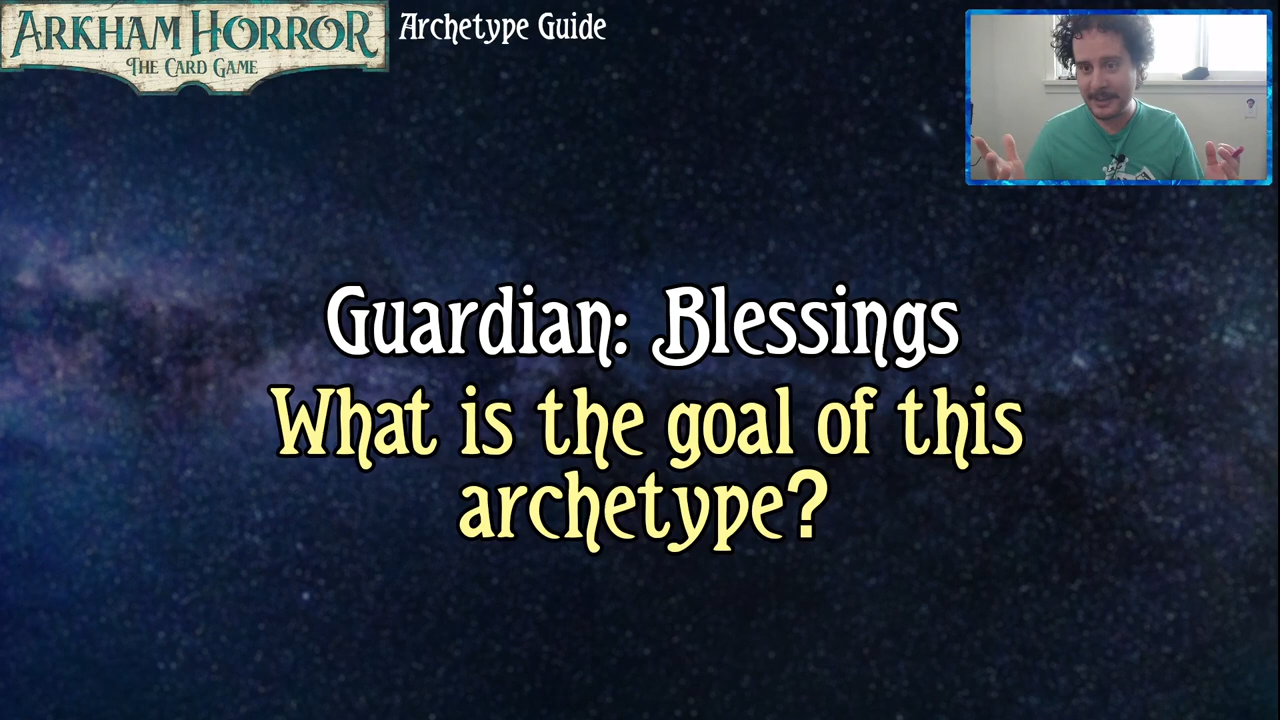 ARKHAM HORROR
THE CARD GAME
Archetype Guide
Guardian: Blessings
What is the goal of this
archetype?